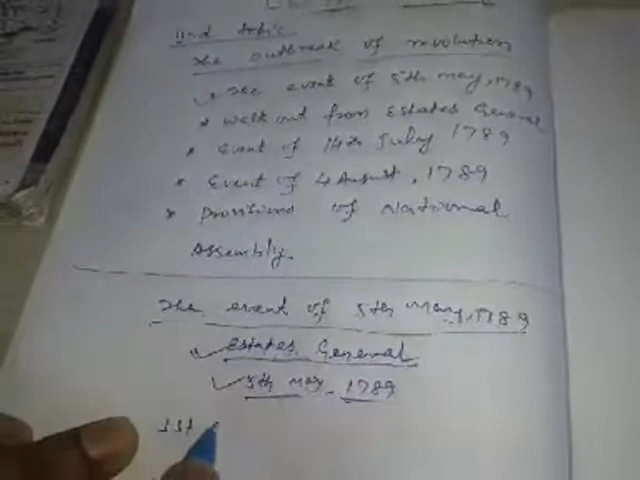 IInd topic
The outbreak of revolution
The event of 5th may, 1789
* Walk out from Estates General
* event of 14th July 1789
* Event of 4 August, 1789
* Provisions of National
Assembly.
The event of 5th May, 1789
Estates General
5th may - 1789
1st